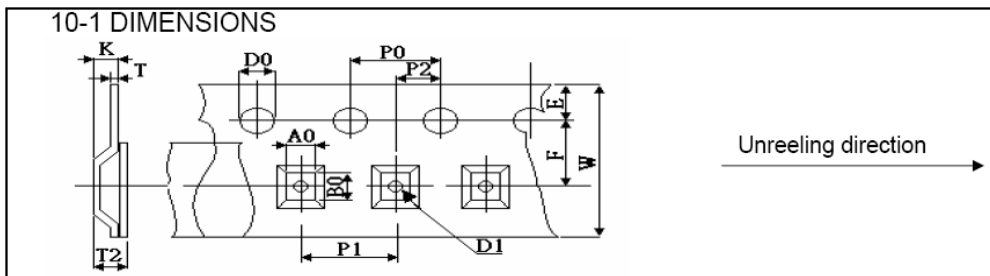 10-1 DIMENSIONS
K
T
D0
P0
P2
E
A0
F
W
Unreeling direction
B0
T2
P1
D1